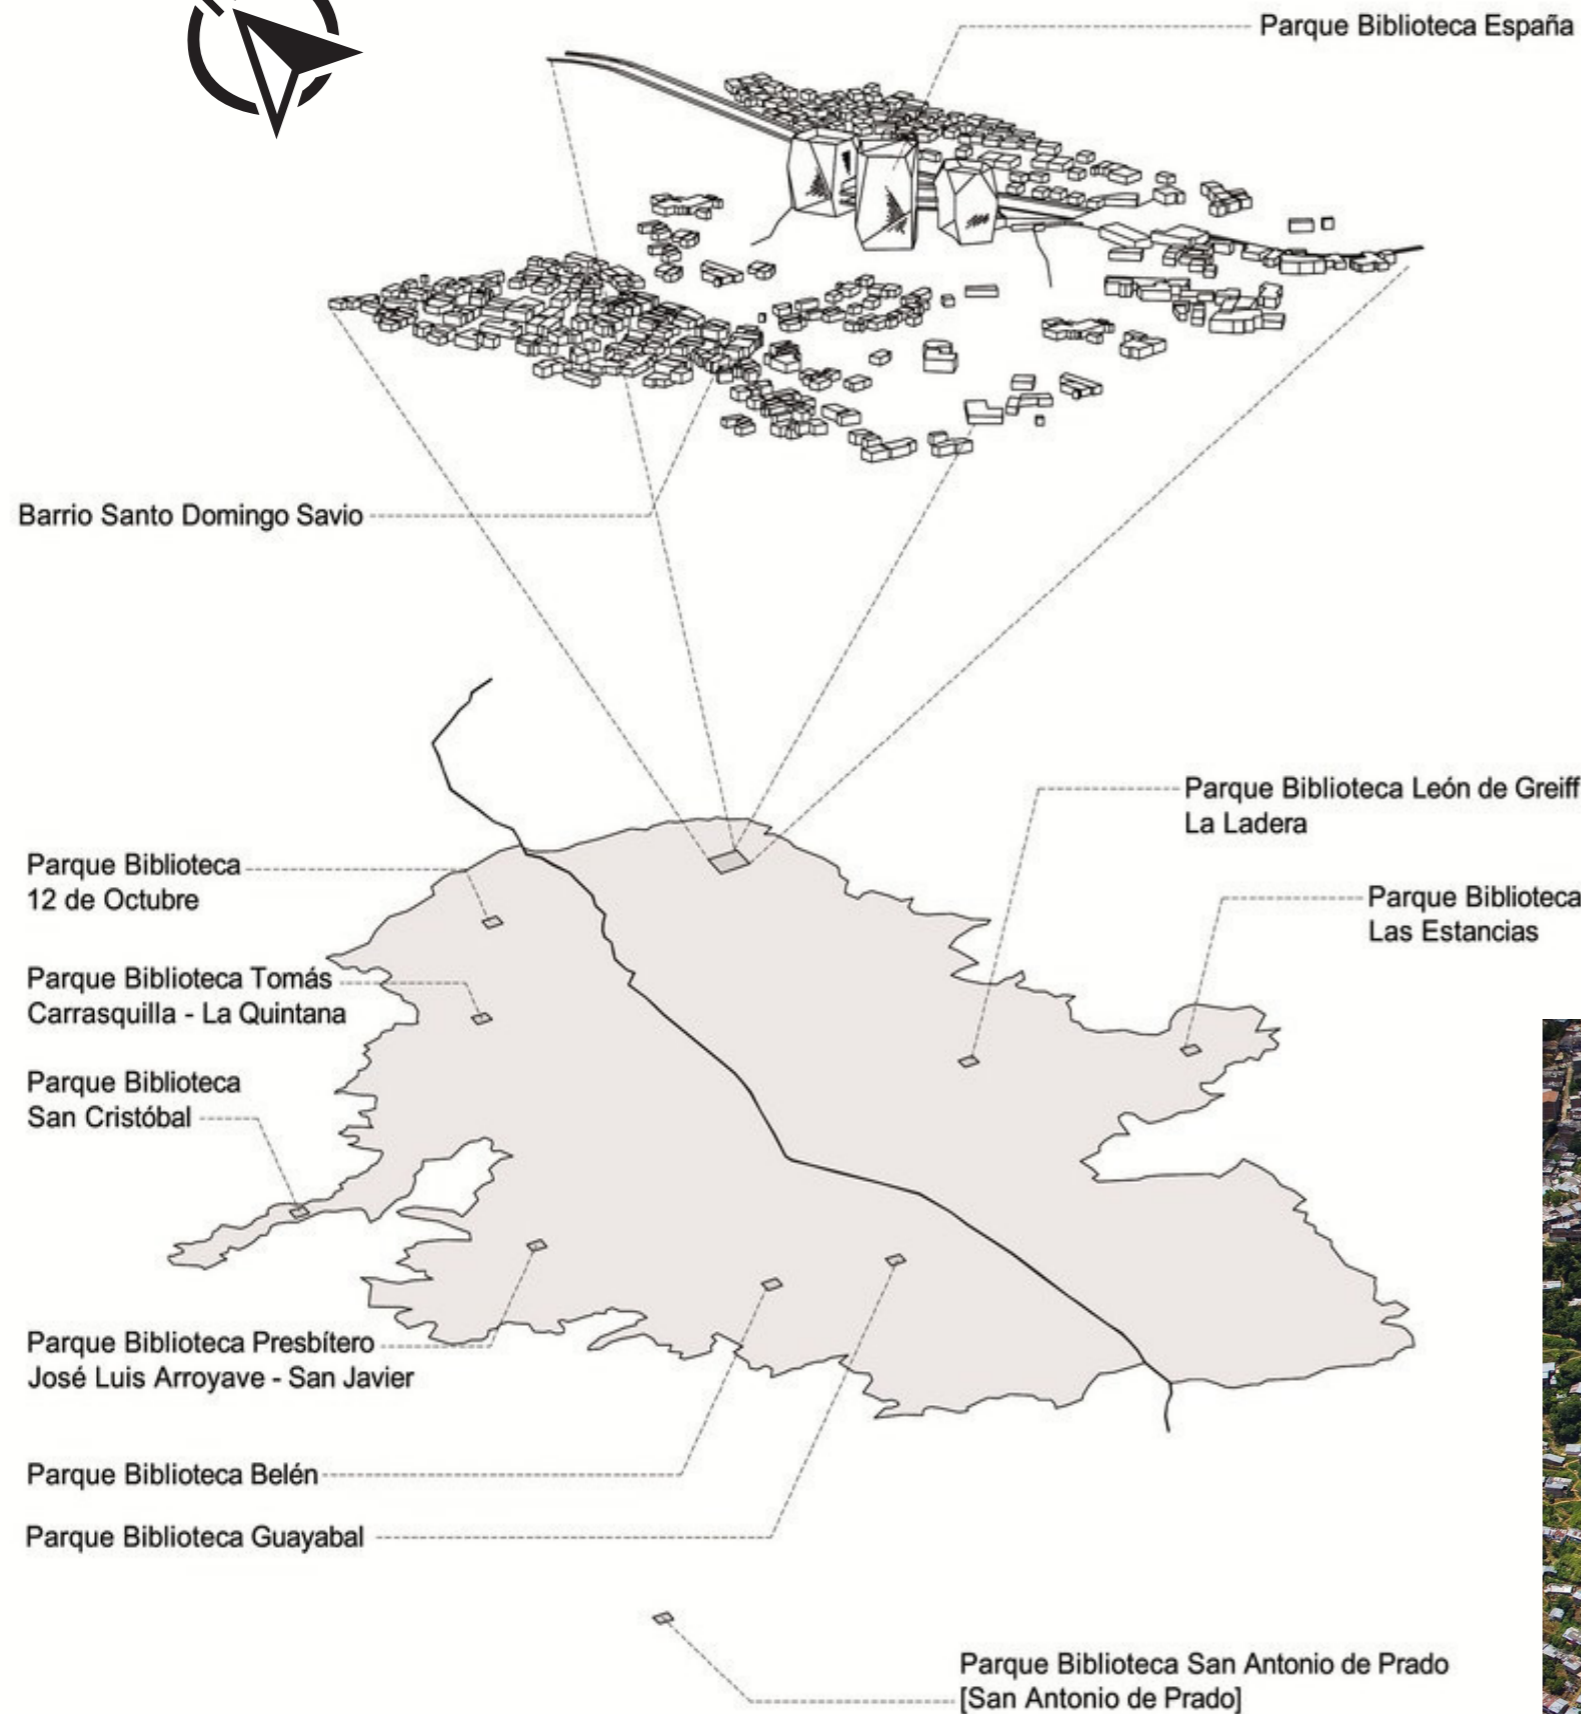 Parque Biblioteca España
Barrio Santo Domingo Savio
Parque Biblioteca León de Greiff
La Ladera
Parque Biblioteca
12 de Octubre
Parque Biblioteca
Las Estancias
Parque Biblioteca Tomás
Carrasquilla - La Quintana
Parque Biblioteca
San Cristóbal
Parque Biblioteca Presbítero
José Luis Arroyave - San Javier
Parque Biblioteca Belén
Parque Biblioteca Guayabal
Parque Biblioteca San Antonio de Prado
[San Antonio de Prado]